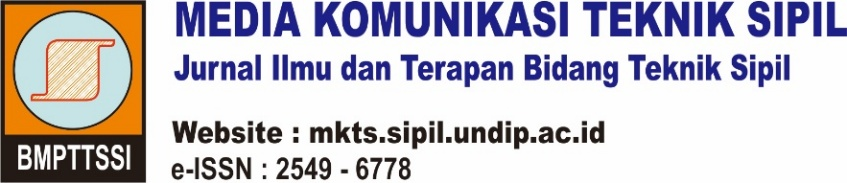 MEDIA KOMUNIKASI TEKNIK SIPIL
Jurnal Ilmu dan Terapan Bidang Teknik Sipil
Website : mkts.sipil.undip.ac.id
e-ISSN : 2549 - 6778
BMPTTSSI